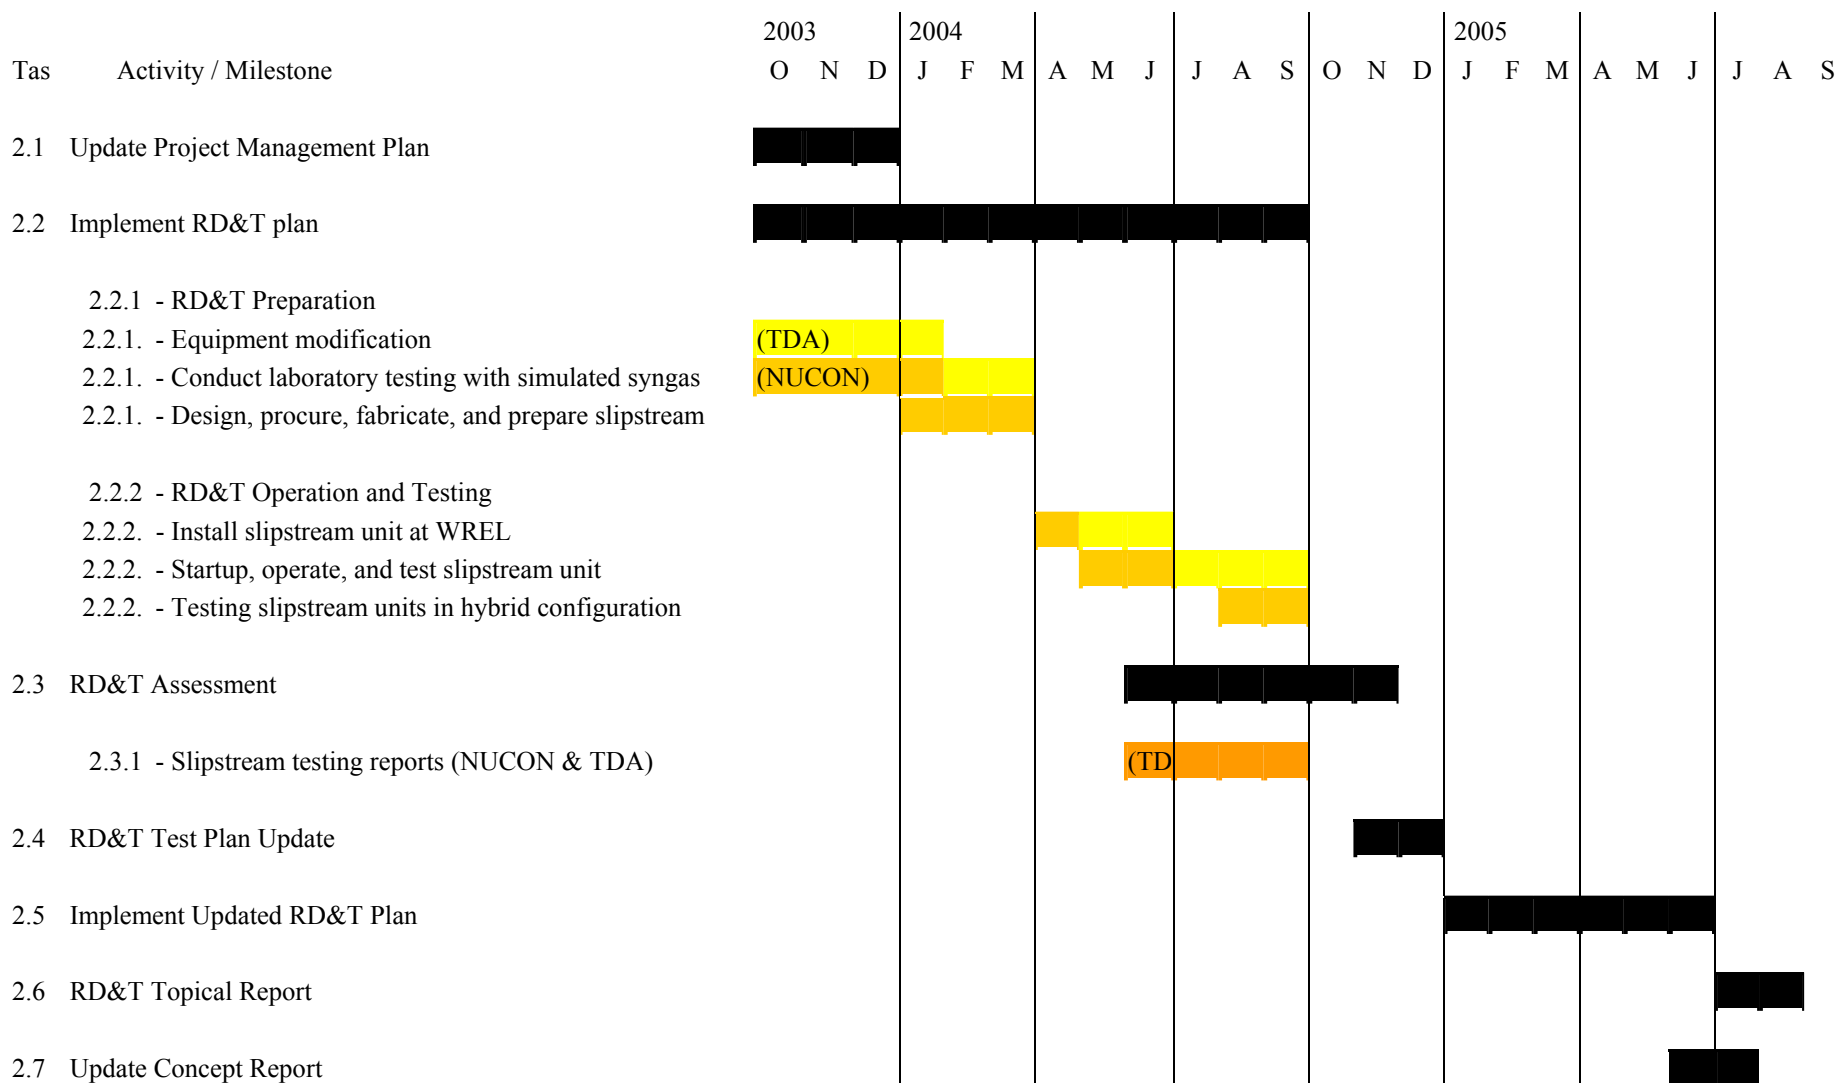 2003 2004 2005
Tas Activity / Milestone O N D J F M A M J J A S O N D J F M A M J J A S
2.1 Update Project Management Plan
2.2 Implement RD&T plan
2.2.1 - RD&T Preparation
2.2.1. - Equipment modification (TDA)
2.2.1. - Conduct laboratory testing with simulated syngas (NUCON)
2.2.1. - Design, procure, fabricate, and prepare slipstream
2.2.2 - RD&T Operation and Testing
2.2.2. - Install slipstream unit at WREL
2.2.2. - Startup, operate, and test slipstream unit
2.2.2. - Testing slipstream units in hybrid configuration
2.3 RD&T Assessment
2.3.1 - Slipstream testing reports (NUCON & TDA) (TD
2.4 RD&T Test Plan Update
2.5 Implement Updated RD&T Plan
2.6 RD&T Topical Report
2.7 Update Concept Report